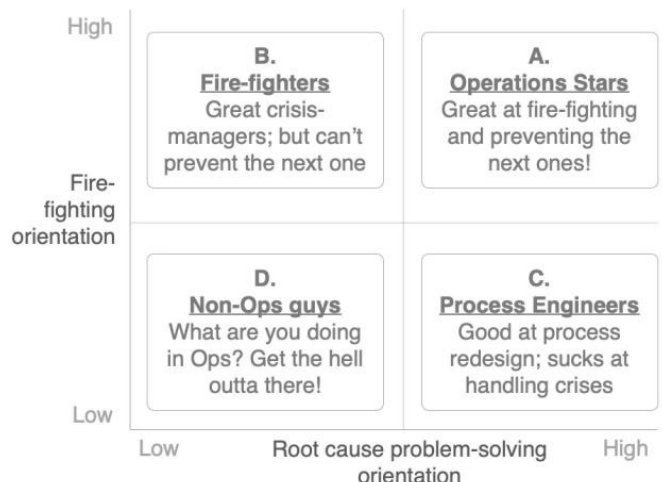 High
B.
Fire-fighters
Great crisis-
managers; but can't
prevent the next one
A.
Operations Stars
Great at fire-fighting
and preventing the
next ones!
Fire-
fighting
orientation
D.
Non-Ops guys
What are you doing
in Ops? Get the hell
outta there!
C.
Process Engineers
Good at process
redesign; sucks at
handling crises
Low
Low
Root cause problem-solving
orientation
High